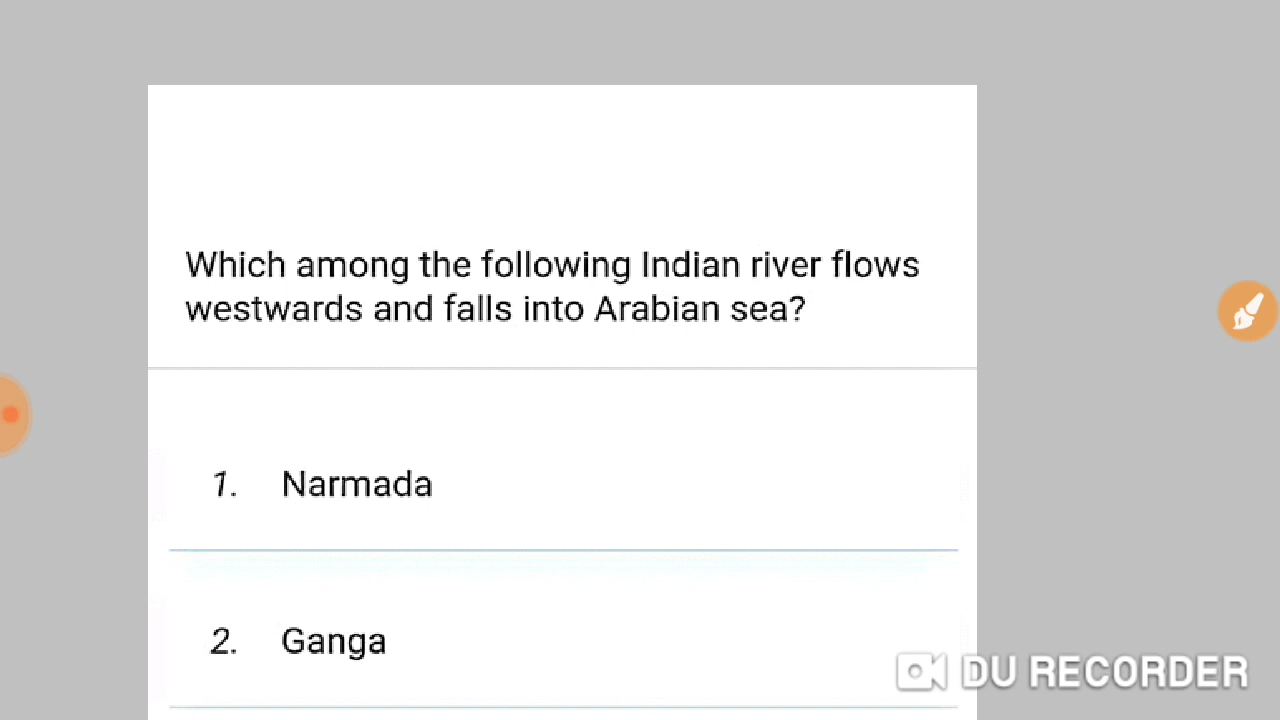 Which among the following Indian river flows
westwards and falls into Arabian sea?
1. Narmada
2. Ganga
DU RECORDER